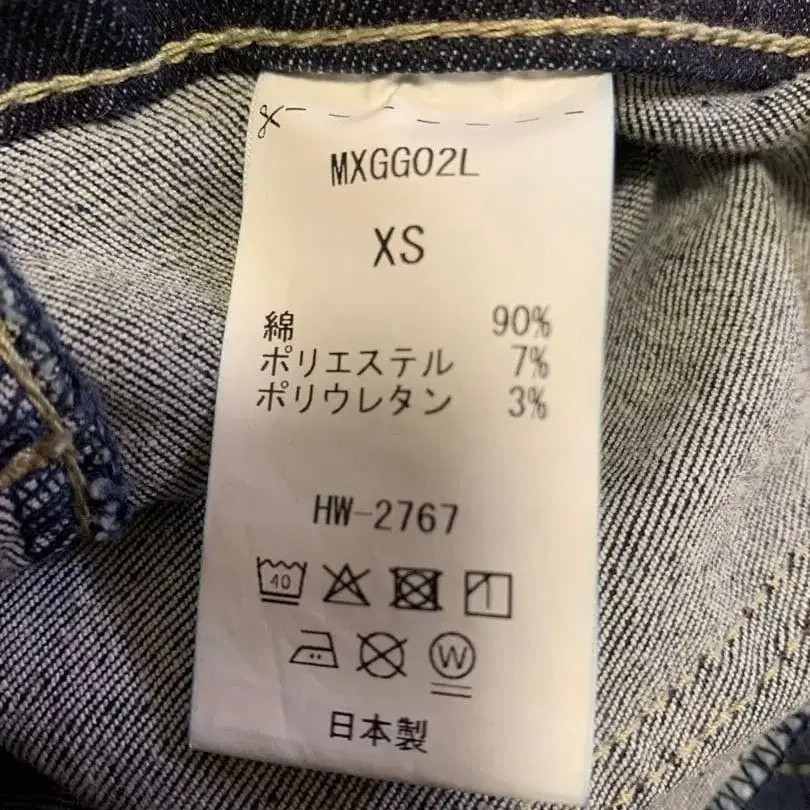 MXGG02L
XS
綿 90%
ポリエステル 7%
ポリウレタン 3%
HW-2767
40
W
日本製